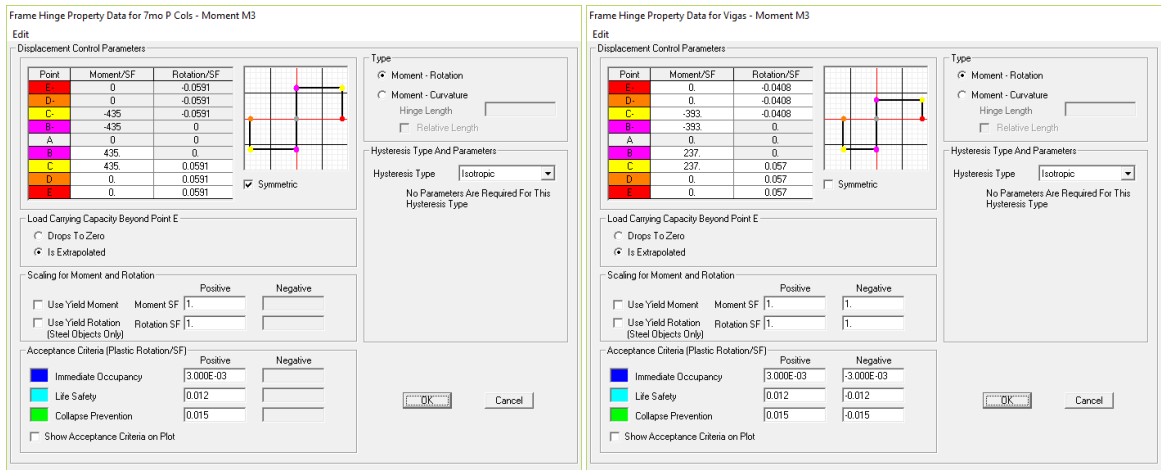 Frame Hinge Property Data for 7mo P Cols - Moment M3
Edit
Displacement Control Parameters
Point Moment/SF Rotation/SF
E- 0 -0.0591
D- 0 -0.0591
C- -435 -0.0591
B- -435 0
A 0 0
B 435. 0.
C 435. 0.0591
D 0. 0.0591
E 0. 0.0591
Symmetric
Load Carrying Capacity Beyond Point E
Drops To Zero
Is Extrapolated
Scaling for Moment and Rotation
Positive Negative
Use Yield Moment Moment SF 1.
Use Yield Rotation Rotation SF 1.
(Steel Objects Only)
Acceptance Criteria (Plastic Rotation/SF)
Positive Negative
Immediate Occupancy 3.000E-03
Life Safety 0.012
Collapse Prevention 0.015
Show Acceptance Criteria on Plot
Type
Moment - Rotation
Moment - Curvature
Hinge Length
Relative Length
Hysteresis Type And Parameters
Hysteresis Type Isotropic
No Parameters Are Required For This
Hysteresis Type
OK Cancel
Frame Hinge Property Data for Vigas - Moment M3
Edit
Displacement Control Parameters
Point Moment/SF Rotation/SF
E- 0. -0.0408
D- 0. -0.0408
C- -393. -0.0408
B- -393. 0.
A 0. 0.
B 237. 0.
C 237. 0.057
D 0. 0.057
E 0. 0.057
Symmetric
Load Carrying Capacity Beyond Point E
Drops To Zero
Is Extrapolated
Scaling for Moment and Rotation
Positive Negative
Use Yield Moment Moment SF 1. 1.
Use Yield Rotation Rotation SF 1. 1.
(Steel Objects Only)
Acceptance Criteria (Plastic Rotation/SF)
Positive Negative
Immediate Occupancy 3.000E-03 -3.000E-03
Life Safety 0.012 -0.012
Collapse Prevention 0.015 -0.015
Show Acceptance Criteria on Plot
Type
Moment - Rotation
Moment - Curvature
Hinge Length
Relative Length
Hysteresis Type And Parameters
Hysteresis Type Isotropic
No Parameters Are Required For This
Hysteresis Type
OK Cancel